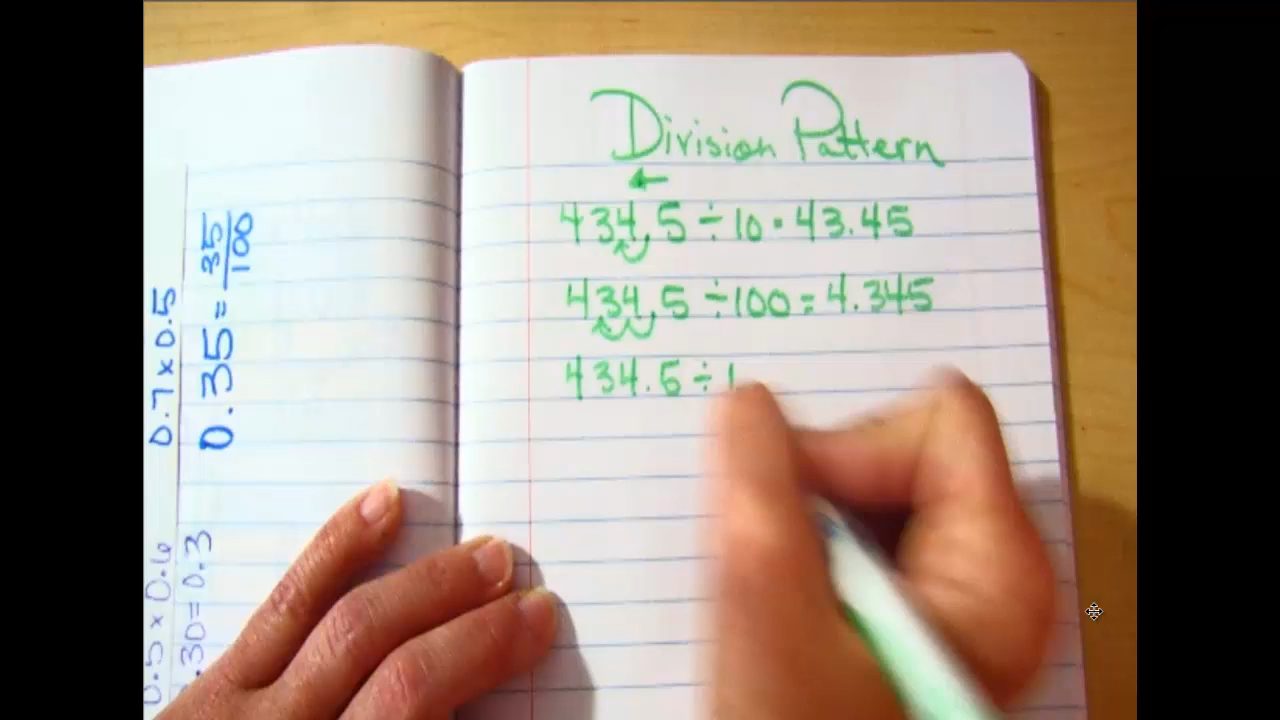 0.7 x 0.5
0.35 = 35/100
0.5 x 0.6
.30 = 0.3
Division Pattern
434.5 ÷ 10 = 43.45
434.5 ÷ 100 = 4.345
434.5 ÷ 1